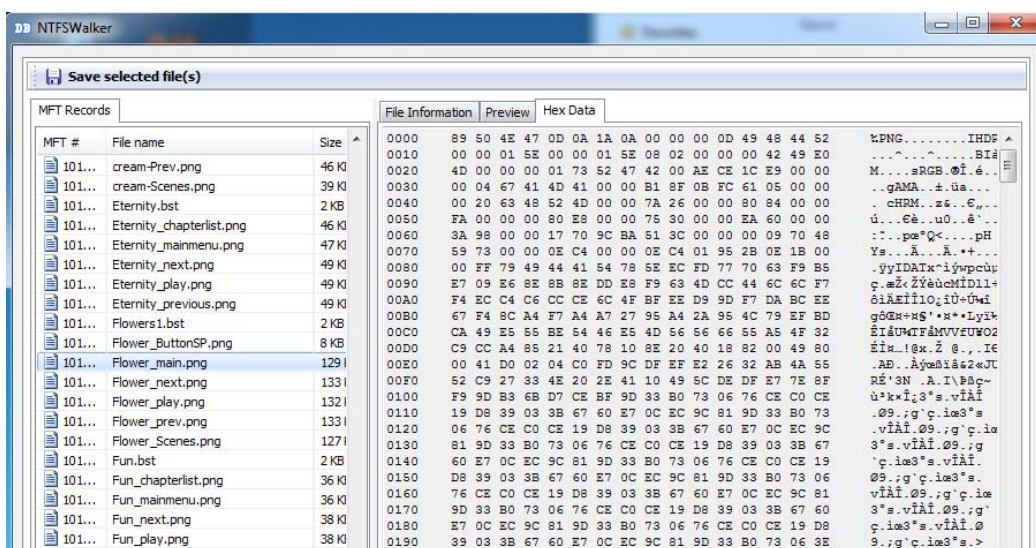 NTFSWalker
Save selected file(s)
MFT Records
File Information Preview Hex Data
MFT # File name Size
101... cream-Prev.png 46 K
101... cream-Scenes.png 39 K
101... Eternity.bst 2 KB
101... Eternity_chapterlist.png 46 K
101... Eternity_mainmenu.png 47 K
101... Eternity_next.png 49 K
101... Eternity_play.png 49 K
101... Eternity_previous.png 49 K
101... Flowers1.bst 2 KB
101... Flower_ButtonSP.png 8 KB
101... Flower_main.png 129
101... Flower_next.png 133
101... Flower_play.png 132
101... Flower_prev.png 133
101... Flower_Scenes.png 127
101... Fun.bst 2 KB
101... Fun_chapterlist.png 36 K
101... Fun_mainmenu.png 36 K
101... Fun_next.png 38 K
101... Fun_play.png 38 K
0000 89 50 4E 47 0D 0A 1A 0A 00 00 00 0D 49 48 44 52
0010 00 00 01 5E 00 00 01 5E 08 02 00 00 00 42 49 E0
0020 4D 00 00 00 01 73 52 47 42 00 AE CE 1C E9 00 00
0030 00 04 67 41 4D 41 00 00 B1 8F 0B FC 61 05 00 00
0040 00 20 63 48 52 4D 00 00 7A 26 00 00 80 84 00 00
0050 FA 00 00 00 80 E8 00 00 75 30 00 00 EA 60 00 00
0060 3A 98 00 00 17 70 9C BA 51 3C 00 00 00 09 70 48
0070 59 73 00 00 0E C4 00 00 0E C4 01 95 2B 0E 1B 00
0080 00 FF 79 49 44 41 54 78 5E EC FD 77 70 63 F9 B5
0090 E7 09 E6 8E 8B 8E DD E8 F9 63 4D CC 44 6C 6C F7
00A0 F4 EC C4 C6 CC CE 6C 4F BF EE D9 9D F7 DA BC EE
00B0 67 F4 8C A4 F7 A4 A7 27 95 A4 2A 95 4C 79 EF BD
00C0 CA 49 E5 55 BE 54 46 E5 4D 56 56 66 55 A5 4F 32
00D0 C9 CC A4 85 21 40 78 10 8E 20 40 18 82 00 49 80
00E0 00 41 D0 02 04 C0 FD 9C DF EF E2 26 32 AB 4A 55
00F0 52 C9 27 33 4E 20 2E 41 10 49 5C DE DF E7 7E 8F
0100 F9 9D B3 6B D7 CE BF 9D 33 B0 73 06 76 CE C0 CE
0110 19 D8 39 03 3B 67 60 E7 0C EC 9C 81 9D 33 B0 73
0120 06 76 CE C0 CE 19 D8 39 03 3B 67 60 E7 0C EC 9C
0130 81 9D 33 B0 73 06 76 CE C0 CE 19 D8 39 03 3B 67
0140 60 E7 0C EC 9C 81 9D 33 B0 73 06 76 CE C0 CE 19
0150 D8 39 03 3B 67 60 E7 0C EC 9C 81 9D 33 B0 73 06
0160 76 CE C0 CE 19 D8 39 03 3B 67 60 E7 0C EC 9C 81
0170 9D 33 B0 73 06 76 CE C0 CE 19 D8 39 03 3B 67 60
0180 E7 0C EC 9C 81 9D 33 B0 73 06 76 CE C0 CE 19 D8
0190 39 03 3B 67 60 E7 0C EC 9C 81 9D 33 B0 73 06 3E